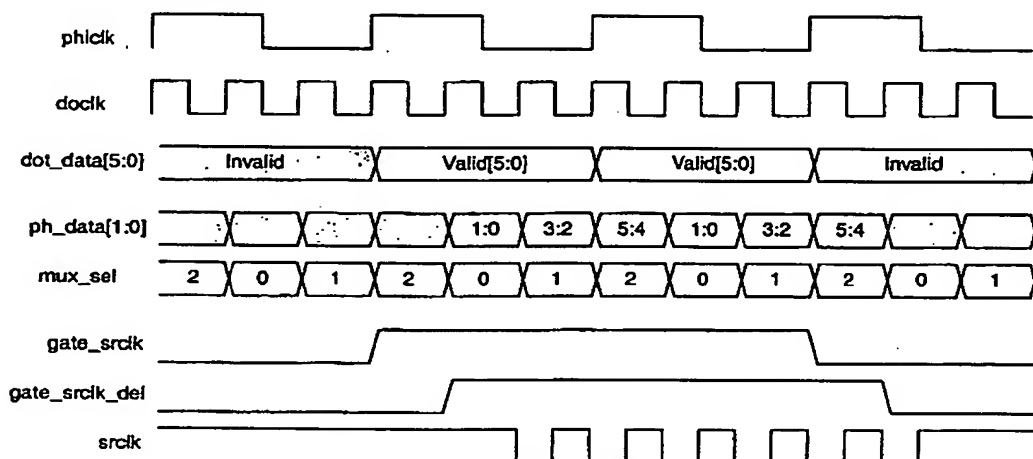 phiclk
doclk
dot_data[5:0] Invalid Valid[5:0] Valid[5:0] Invalid
ph_data[1:0] 1:0 3:2 5:4 1:0 3:2 5:4
mux_sel 2 0 1 2 0 1 2 0 1 2 0 1
gate_srclk
gate_srclk_del
srclk